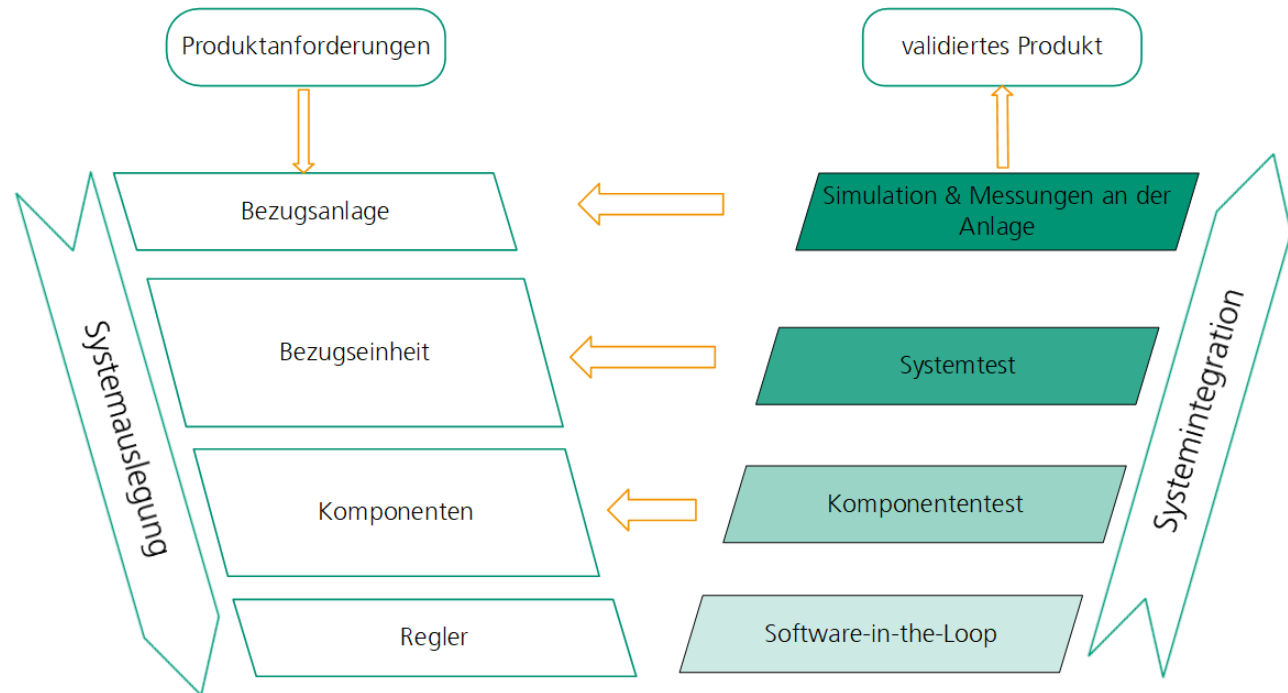 Produktanforderungen
validiertes Produkt
Bezugsanlage
Simulation & Messungen an der
Anlage
Bezugseinheit
Systemtest
Komponenten
Komponententest
Regler
Software-in-the-Loop
Systemauslegung
Systemintegration